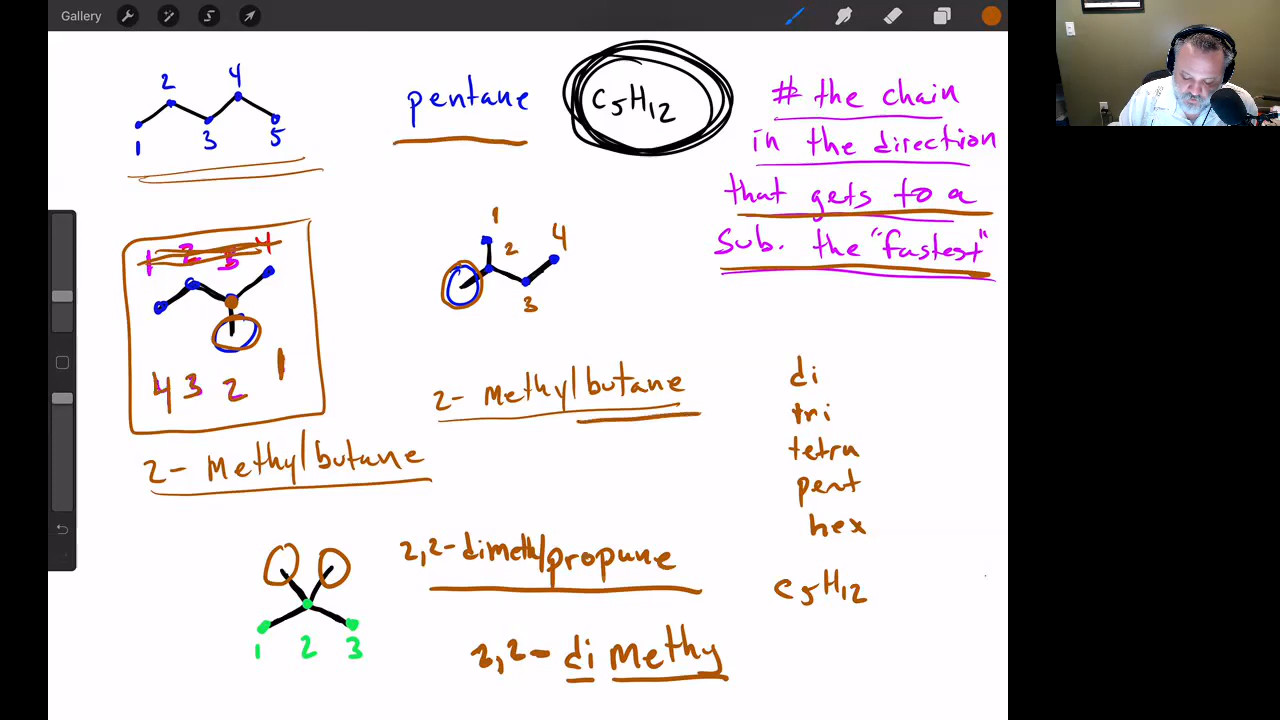 Gallery
2 4
1 3 5
pentane
C5H12
# the chain
in the direction
that gets to a
Sub. the "fastest"
1 2 3 4
4 3 2 1
1 2 4
3
2- methylbutane
2- methylbutane
di
tri
tetra
pent
hex
2,2-dimethylpropane
C5H12
1 2 3
2,2- di methy